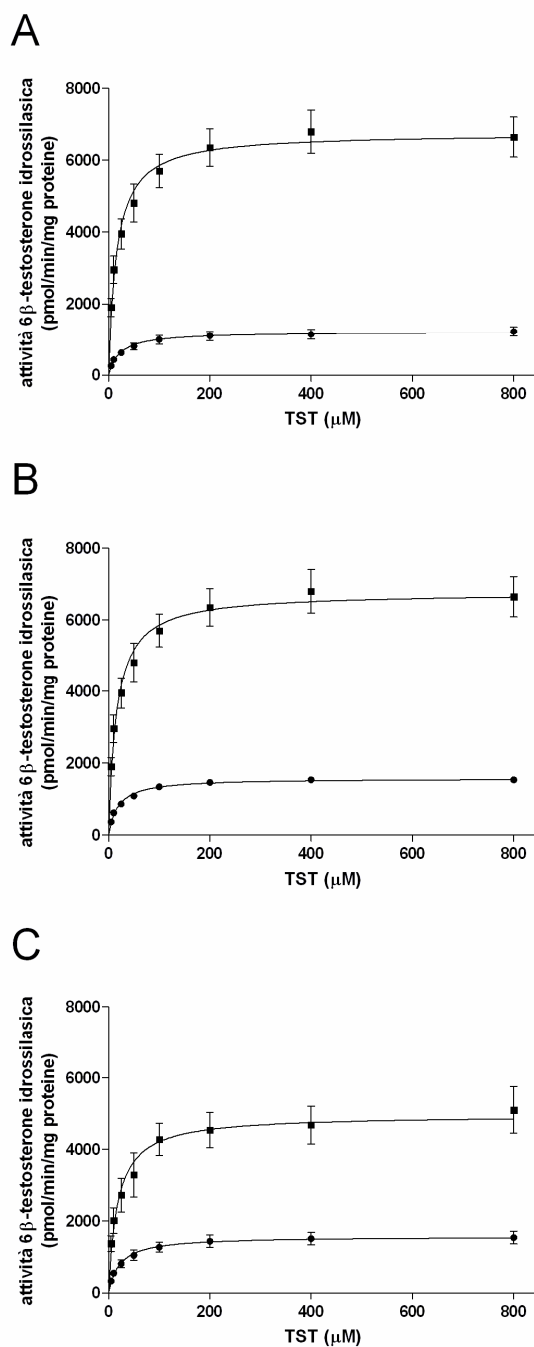 A
attività 6β-testosterone idrossilasica
(pmol/min/mg proteine)
8000
6000
4000
2000
0
0
200
400
600
800
TST (μM)
B
attività 6β-testosterone idrossilasica
(pmol/min/mg proteine)
8000
6000
4000
2000
0
0
200
400
600
800
TST (μM)
C
attività 6β-testosterone idrossilasica
(pmol/min/mg proteine)
8000
6000
4000
2000
0
0
200
400
600
800
TST (μM)